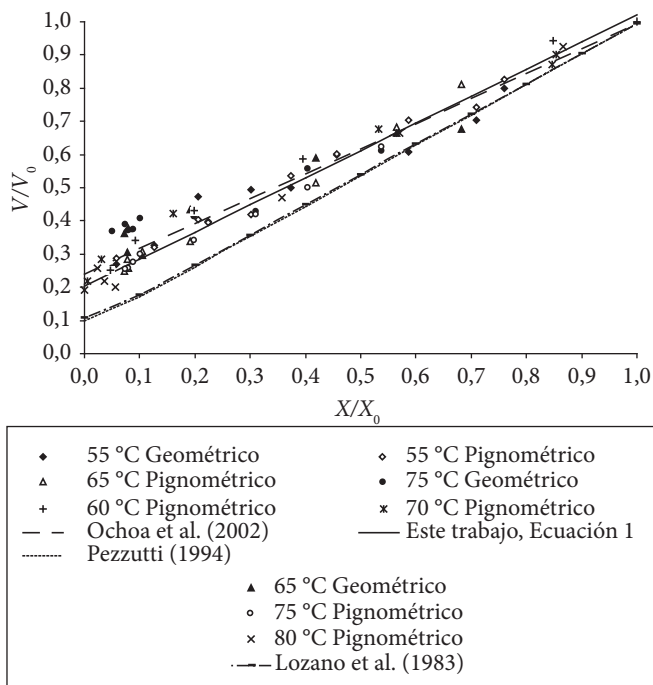 V/V0
1,0
0,9
0,8
0,7
0,6
0,5
0,4
0,3
0,2
0,1
0,0
0,0 0,1 0,2 0,3 0,4 0,5 0,6 0,7 0,8 0,9 1,0
X/X0
55 °C Geométrico 55 °C Pignométrico
65 °C Pignométrico 75 °C Geométrico
60 °C Pignométrico 70 °C Pignométrico
Ochoa et al. (2002) Este trabajo, Ecuación 1
Pezzutti (1994)
65 °C Geométrico
75 °C Pignométrico
80 °C Pignométrico
Lozano et al. (1983)